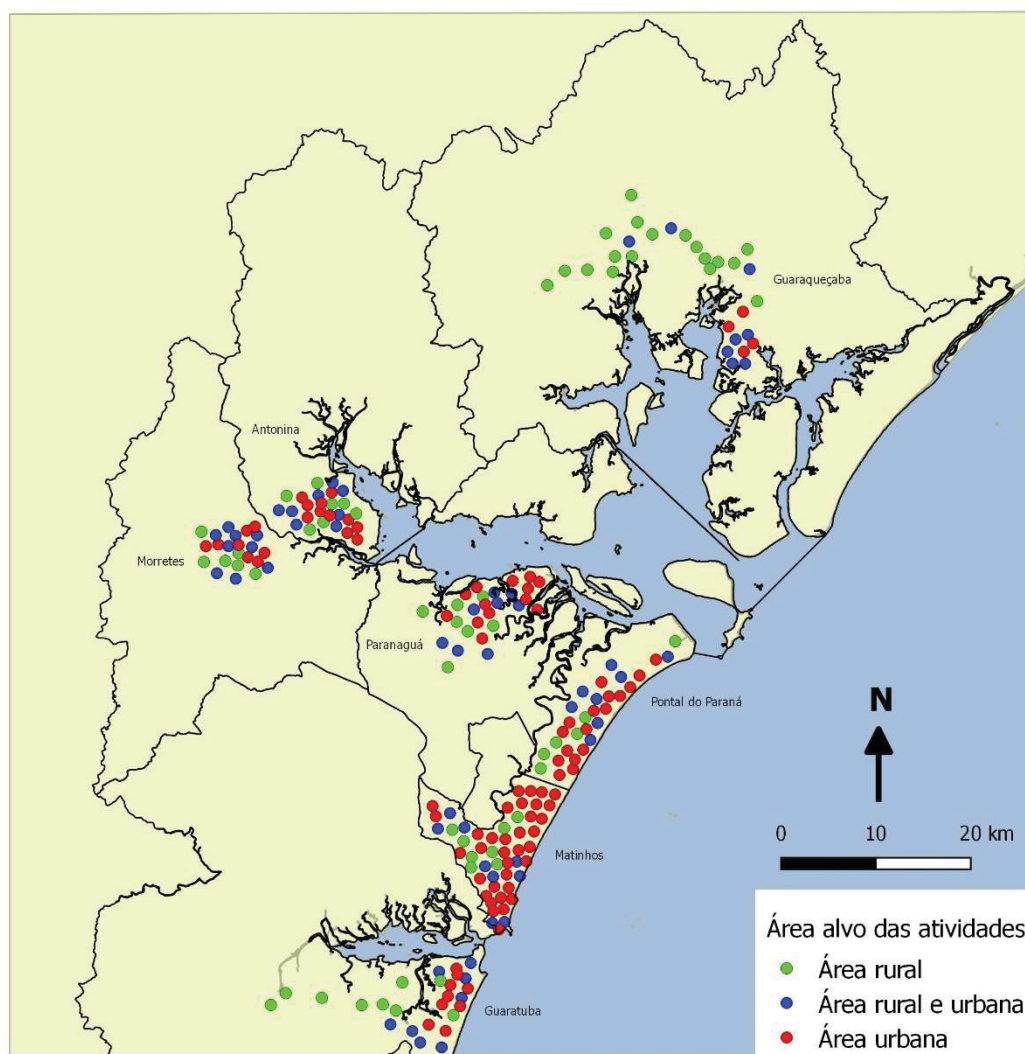 Guaraqueçaba
Antonina
Morretes
Paranaguá
Pontal do Paraná
N
0 10 20 km
Matinhos
Guaratuba
Área alvo das atividades
Área rural
Área rural e urbana
Área urbana